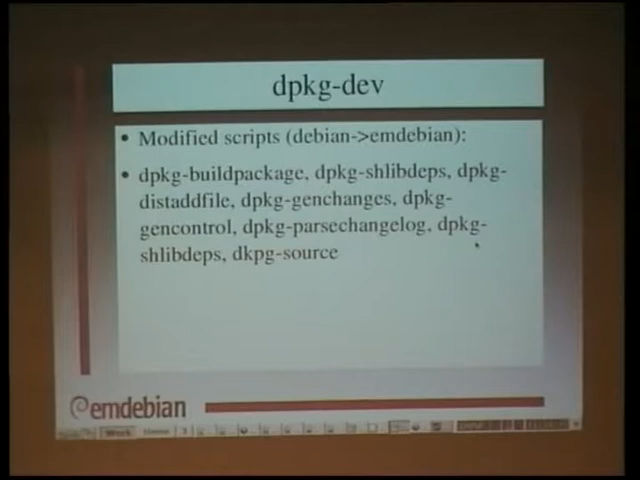 dpkg-dev
• Modified scripts (debian->emdebian):
• dpkg-buildpackage, dpkg-shlibdeps, dpkg-
distaddfile, dpkg-genchanges, dpkg-
gencontrol, dpkg-parsechangelog, dpkg-
shlibdeps, dkpg-source
emdebian
Work